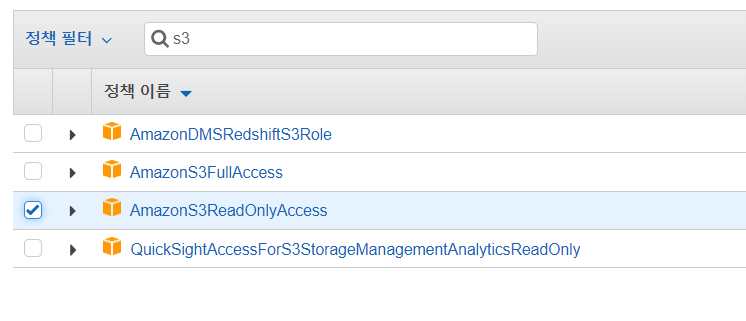 정책 필터
s3
정책 이름
AmazonDMSRedshiftS3Role
AmazonS3FullAccess
AmazonS3ReadOnlyAccess
QuickSightAccessForS3StorageManagementAnalyticsReadOnly